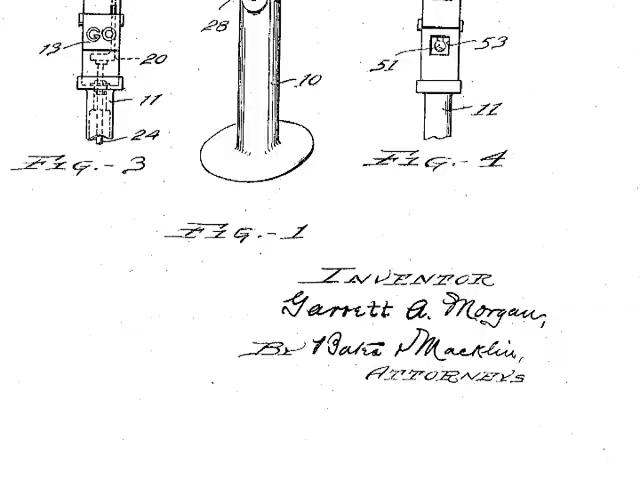 28
13 GO
53
51
20
10
11
11
24
FIG.-3
FIG.-4
FIG.-1
INVENTOR
Garrett A. Morgan,
By Bates & Macklin,
ATTORNEYS